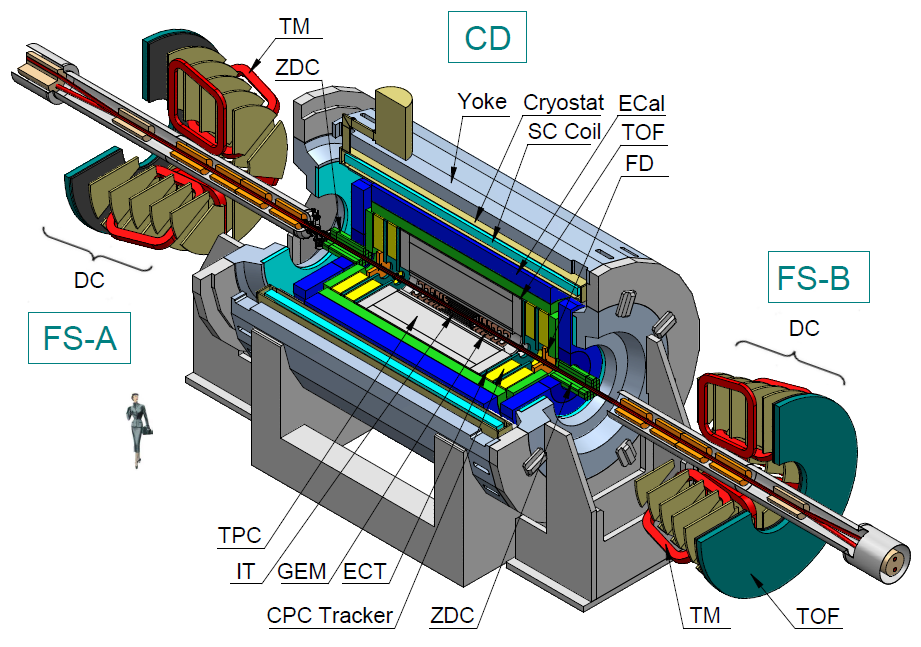 TM
CD
ZDC
Yoke
Cryostat
ECal
SC Coil
TOF
FD
DC
FS-B
FS-A
DC
TPC
IT
GEM
ECT
CPC Tracker
ZDC
TM
TOF